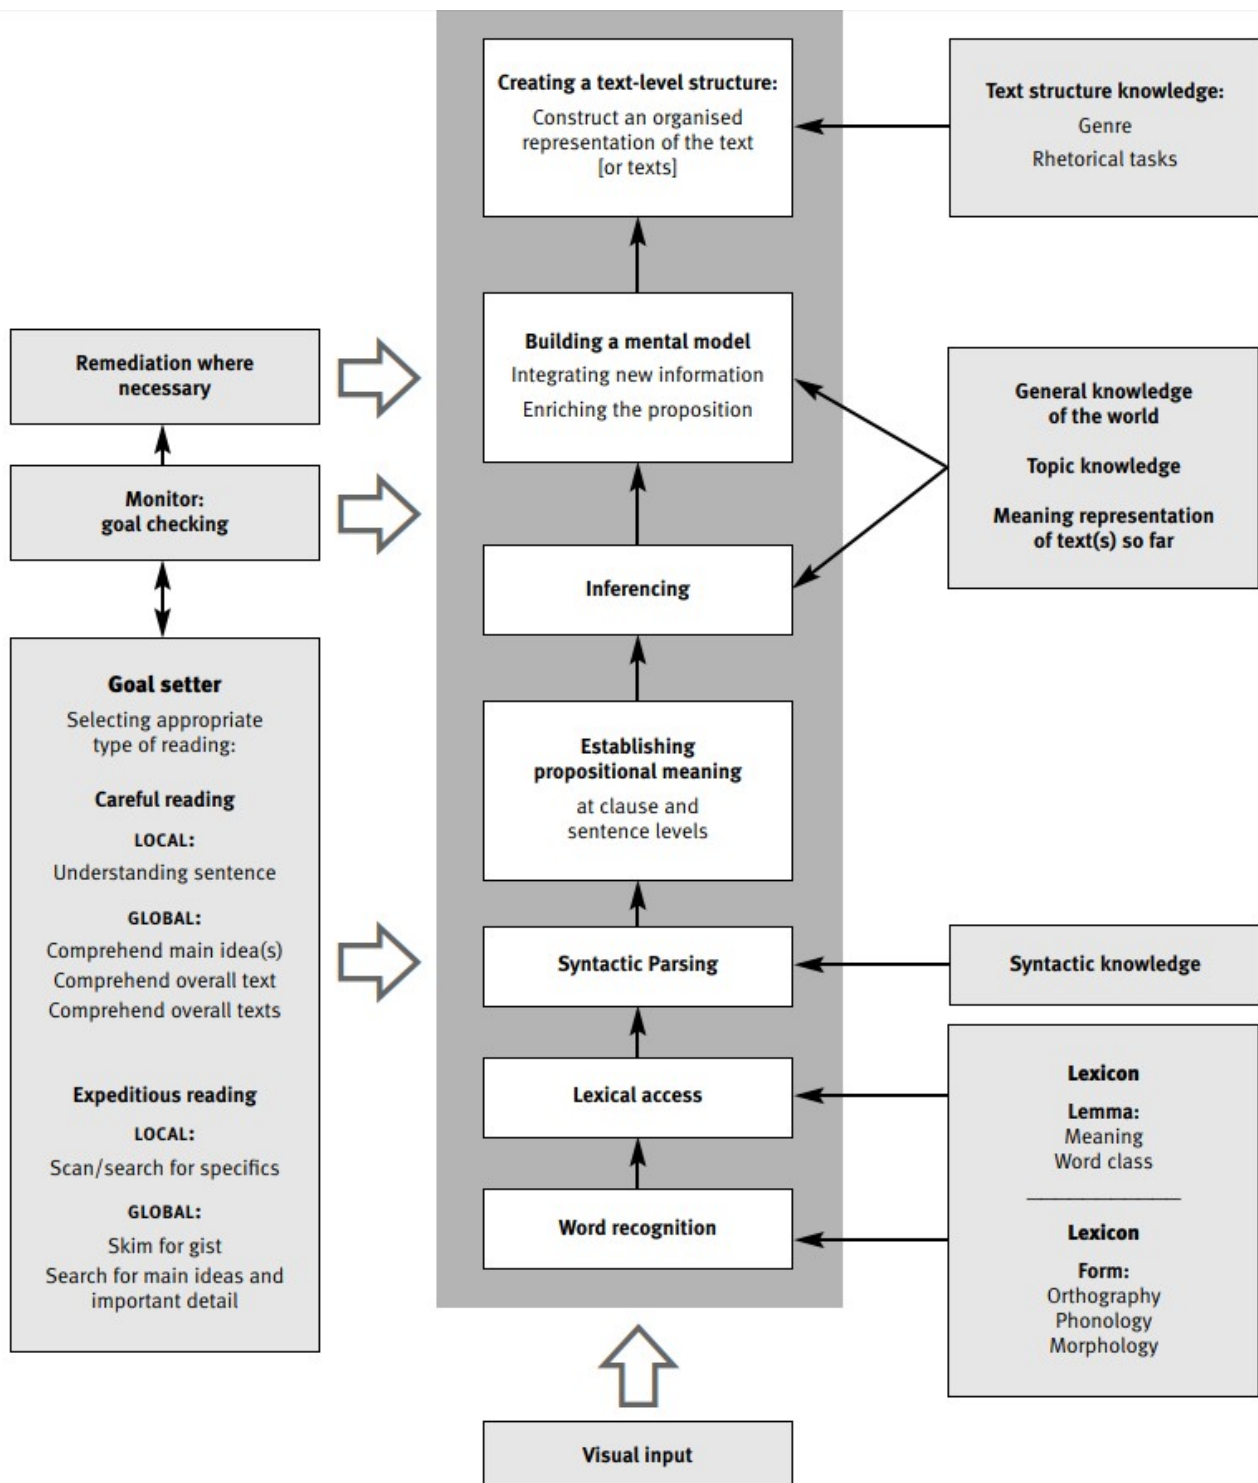 Creating a text-level structure:
Construct an organised
representation of the text
[or texts]
Text structure knowledge:
Genre
Rhetorical tasks
Remediation where
necessary
Building a mental model
Integrating new information
Enriching the proposition
General knowledge
of the world
Topic knowledge
Meaning representation
of text(s) so far
Monitor:
goal checking
Inferencing
Goal setter
Selecting appropriate
type of reading:
Careful reading
LOCAL:
Understanding sentence
GLOBAL:
Comprehend main idea(s)
Comprehend overall text
Comprehend overall texts
Expeditious reading
LOCAL:
Scan/search for specifics
GLOBAL:
Skim for gist
Search for main ideas and
important detail
Establishing
propositional meaning
at clause and
sentence levels
Syntactic Parsing
Syntactic knowledge
Lexical access
Word recognition
Lexicon
Lemma:
Meaning
Word class
Lexicon
Form:
Orthography
Phonology
Morphology
Visual input